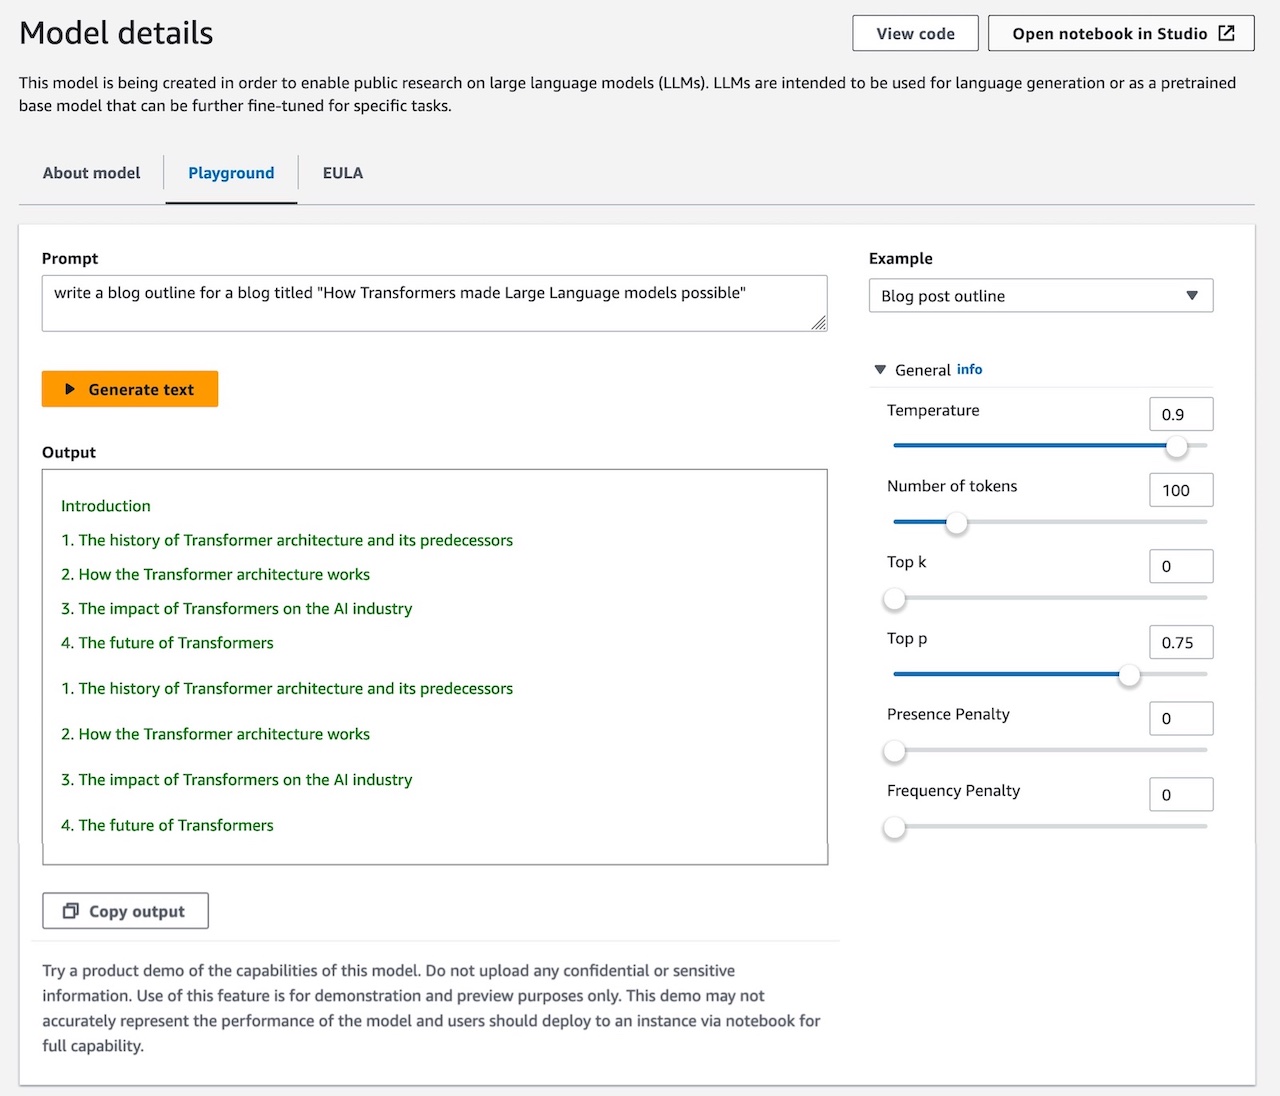 Model details
View code
Open notebook in Studio
This model is being created in order to enable public research on large language models (LLMs). LLMs are intended to be used for language generation or as a pretrained
base model that can be further fine-tuned for specific tasks.
About model
Playground
EULA
Prompt
write a blog outline for a blog titled "How Transformers made Large Language models possible"
Generate text
Output
Introduction
1. The history of Transformer architecture and its predecessors
2. How the Transformer architecture works
3. The impact of Transformers on the AI industry
4. The future of Transformers
1. The history of Transformer architecture and its predecessors
2. How the Transformer architecture works
3. The impact of Transformers on the AI industry
4. The future of Transformers
Copy output
Try a product demo of the capabilities of this model. Do not upload any confidential or sensitive
information. Use of this feature is for demonstration and preview purposes only. This demo may not
accurately represent the performance of the model and users should deploy to an instance via notebook for
full capability.
Example
Blog post outline
General info
Temperature
0.9
Number of tokens
100
Top k
0
Top p
0.75
Presence Penalty
0
Frequency Penalty
0